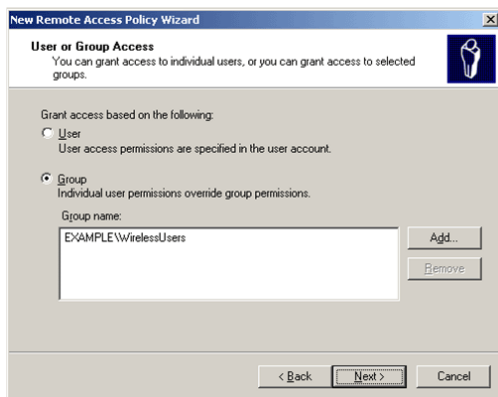 New Remote Access Policy Wizard
User or Group Access
You can grant access to individual users, or you can grant access to selected
groups.
Grant access based on the following:
User
User access permissions are specified in the user account.
Group
Individual user permissions override group permissions.
Group name:
EXAMPLE\WirelessUsers
Add...
Remove
< Back
Next >
Cancel